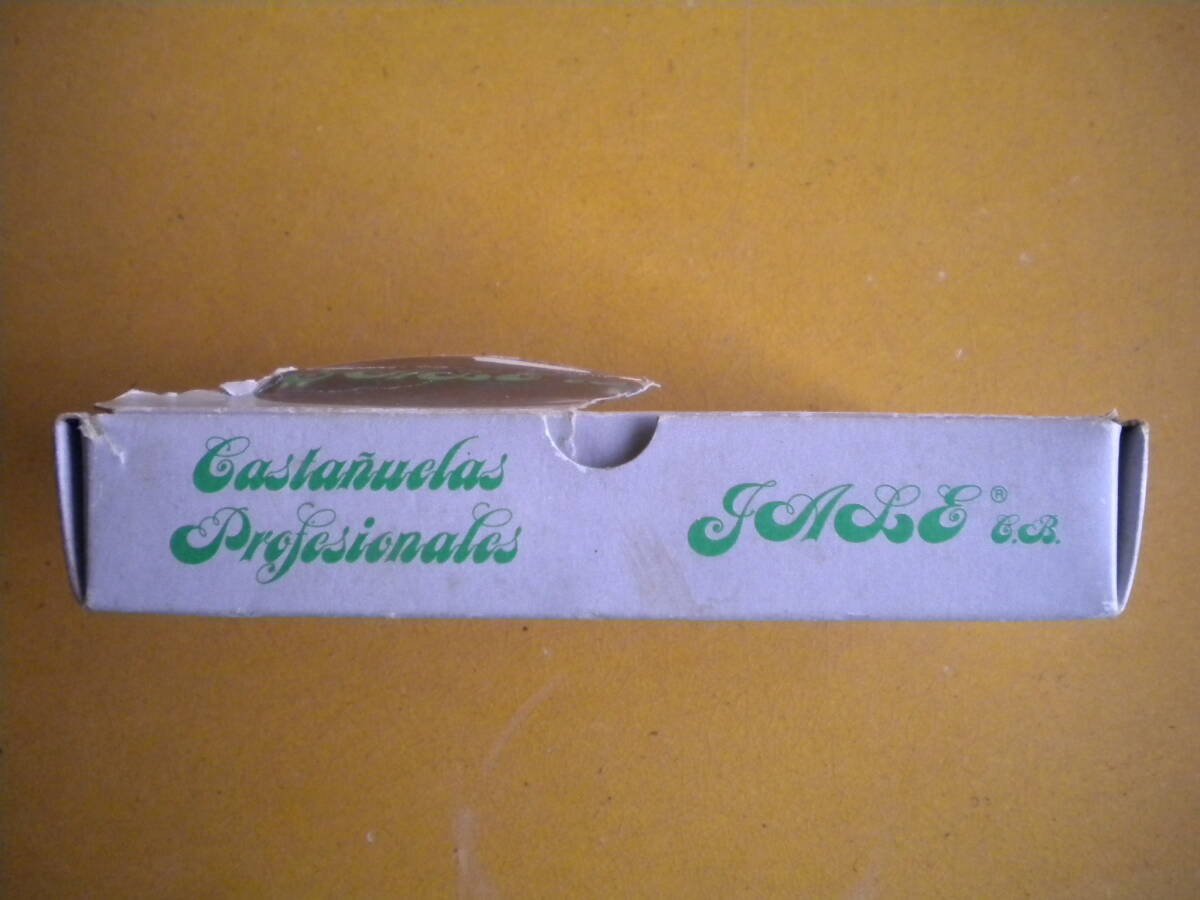 Castañuelas
Profesionales
JALE ® C.B.